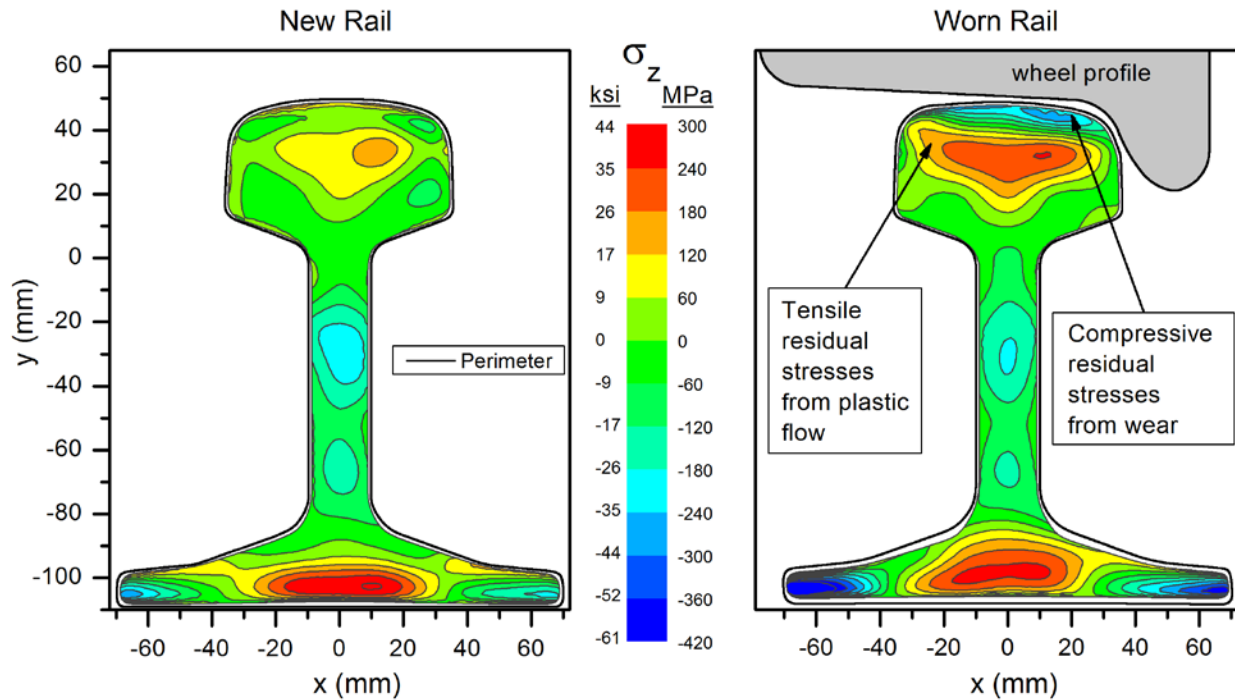 New Rail
Worn Rail
σz
ksi MPa
44 300
35 240
26 180
17 120
9 60
0 0
-9 -60
-17 -120
-26 -180
-35 -240
-44 -300
-52 -360
-61 -420
60
40
20
0
-20
-40
-60
-80
-100
y (mm)
Perimeter
-60 -40 -20 0 20 40 60
x (mm)
wheel profile
Tensile
residual
stresses
from plastic
flow
Compressive
residual
stresses
from wear
-60 -40 -20 0 20 40 60
x (mm)